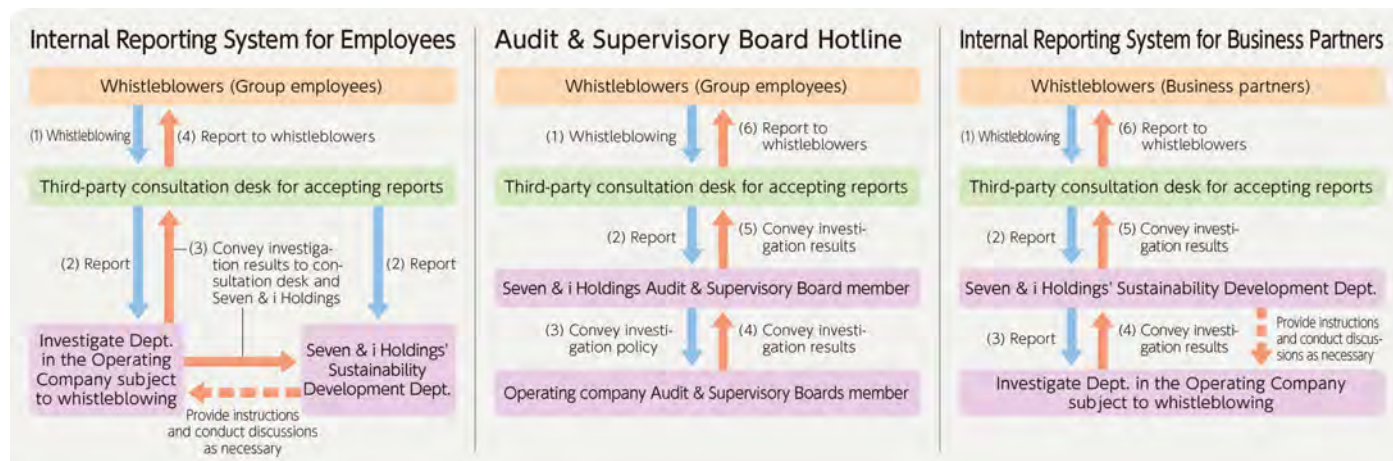 Internal Reporting System for Employees
Whistleblowers (Group employees)
(1) Whistleblowing
(4) Report to whistleblowers
Third-party consultation desk for accepting reports
(2) Report
(3) Convey investiga-
tion results to con-
sultation desk and
Seven & i Holdings
(2) Report
Investigate Dept.
in the Operating
Company subject
to whistleblowing
Seven & i Holdings'
Sustainability
Development Dept.
Provide instructions
and conduct discussions
as necessary
Audit & Supervisory Board Hotline
Whistleblowers (Group employees)
(1) Whistleblowing
(6) Report to
whistleblowers
Third-party consultation desk for accepting reports
(2) Report
(5) Convey investi-
gation results
Seven & i Holdings Audit & Supervisory Board member
(3) Convey investi-
gation policy
(4) Convey investi-
gation results
Operating company Audit & Supervisory Boards member
Internal Reporting System for Business Partners
Whistleblowers (Business partners)
(1) Whistleblowing
(6) Report to
whistleblowers
Third-party consultation desk for accepting reports
(2) Report
(5) Convey investi-
gation results
Seven & i Holdings' Sustainability Development Dept.
(3) Report
(4) Convey investi-
gation results
Provide instructions
and conduct discus-
sions as necessary
Investigate Dept. in the Operating Company
subject to whistleblowing